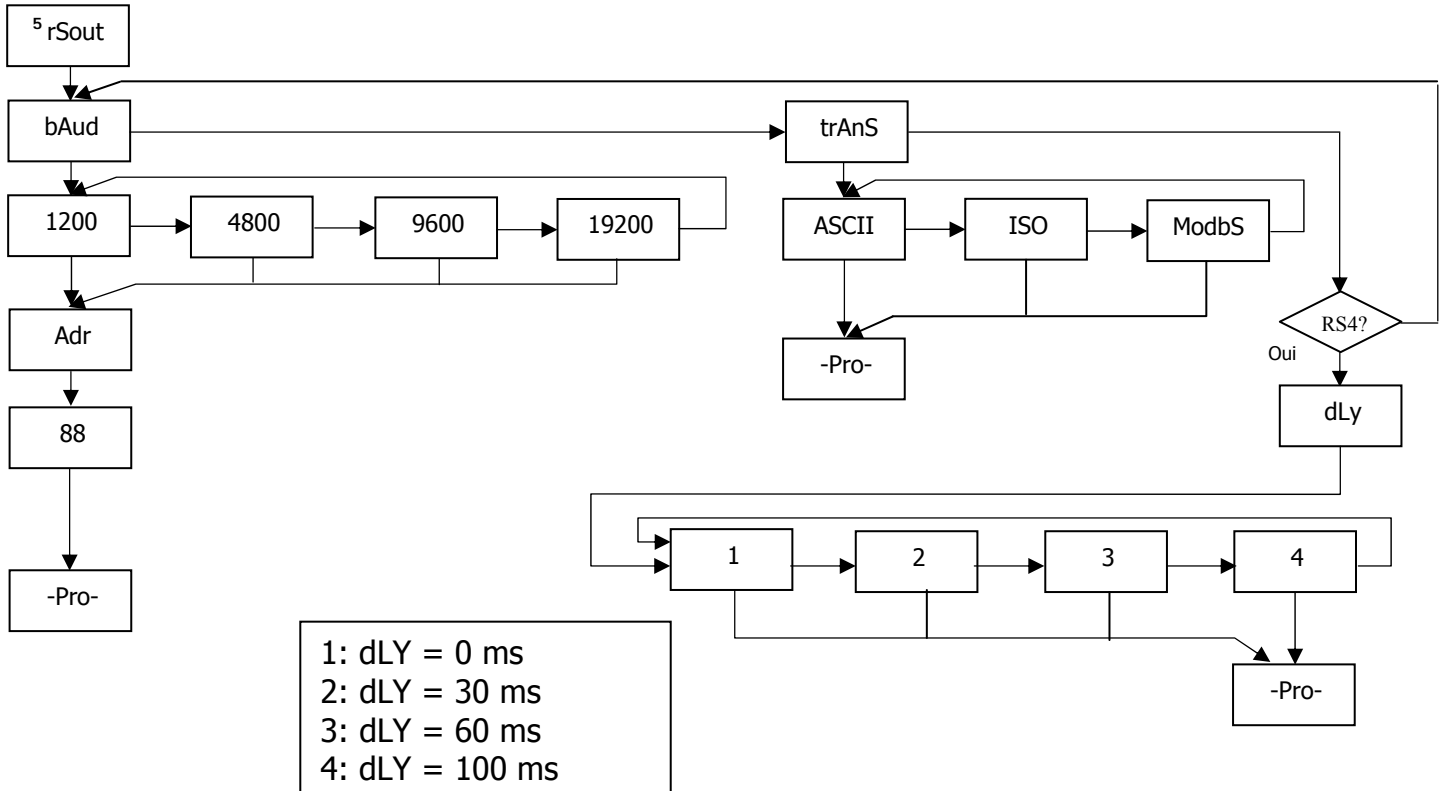 5 rSout
bAud
trAnS
1200
4800
9600
19200
ASCII
ISO
ModbS
Adr
RS4?
-Pro-
Oui
dLy
88
1
2
3
4
-Pro-
-Pro-
1: dLY = 0 ms
2: dLY = 30 ms
3: dLY = 60 ms
4: dLY = 100 ms